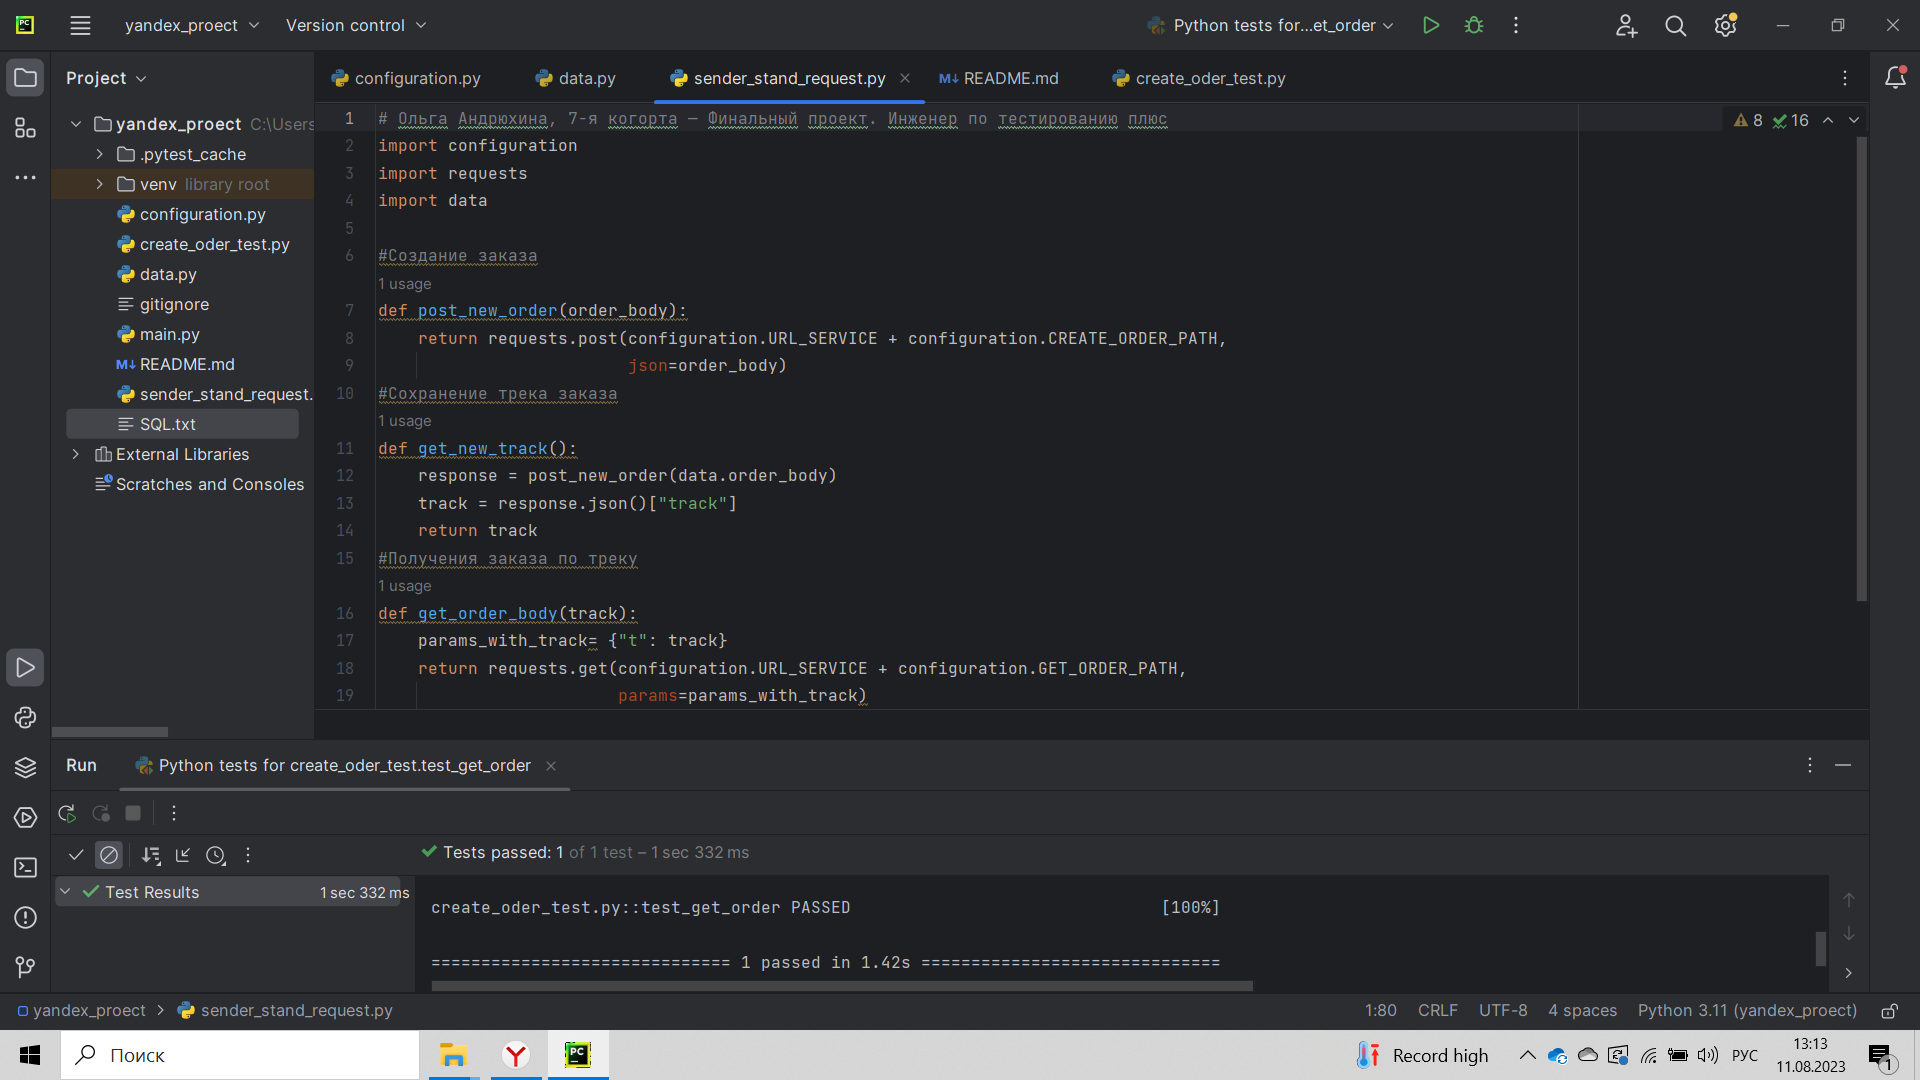 yandex_proect
Version control
Python tests for...et_order
Project
configuration.py
data.py
sender_stand_request.py
README.md
create_oder_test.py
yandex_proect C:\Users
.pytest_cache
venv library root
configuration.py
create_oder_test.py
data.py
gitignore
main.py
README.md
sender_stand_request.
SQL.txt
External Libraries
Scratches and Consoles
8 16
1 # Ольга Андрюхина, 7-я когорта — Финальный проект. Инженер по тестированию плюс
2 import configuration
3 import requests
4 import data
5
6 #Создание заказа
1 usage
7 def post_new_order(order_body):
8 return requests.post(configuration.URL_SERVICE + configuration.CREATE_ORDER_PATH,
9 json=order_body)
10 #Сохранение трека заказа
1 usage
11 def get_new_track():
12 response = post_new_order(data.order_body)
13 track = response.json()["track"]
14 return track
15 #Получения заказа по треку
1 usage
16 def get_order_body(track):
17 params_with_track= {"t": track}
18 return requests.get(configuration.URL_SERVICE + configuration.GET_ORDER_PATH,
19 params=params_with_track)
Run
Python tests for create_oder_test.test_get_order
Tests passed: 1 of 1 test – 1 sec 332 ms
Test Results 1 sec 332 ms
create_oder_test.py::test_get_order PASSED [100%]
============================== 1 passed in 1.42s ==============================
yandex_proect
sender_stand_request.py
1:80
CRLF
UTF-8
4 spaces
Python 3.11 (yandex_proect)
Поиск
Record high
РУС
13:13
11.08.2023
1